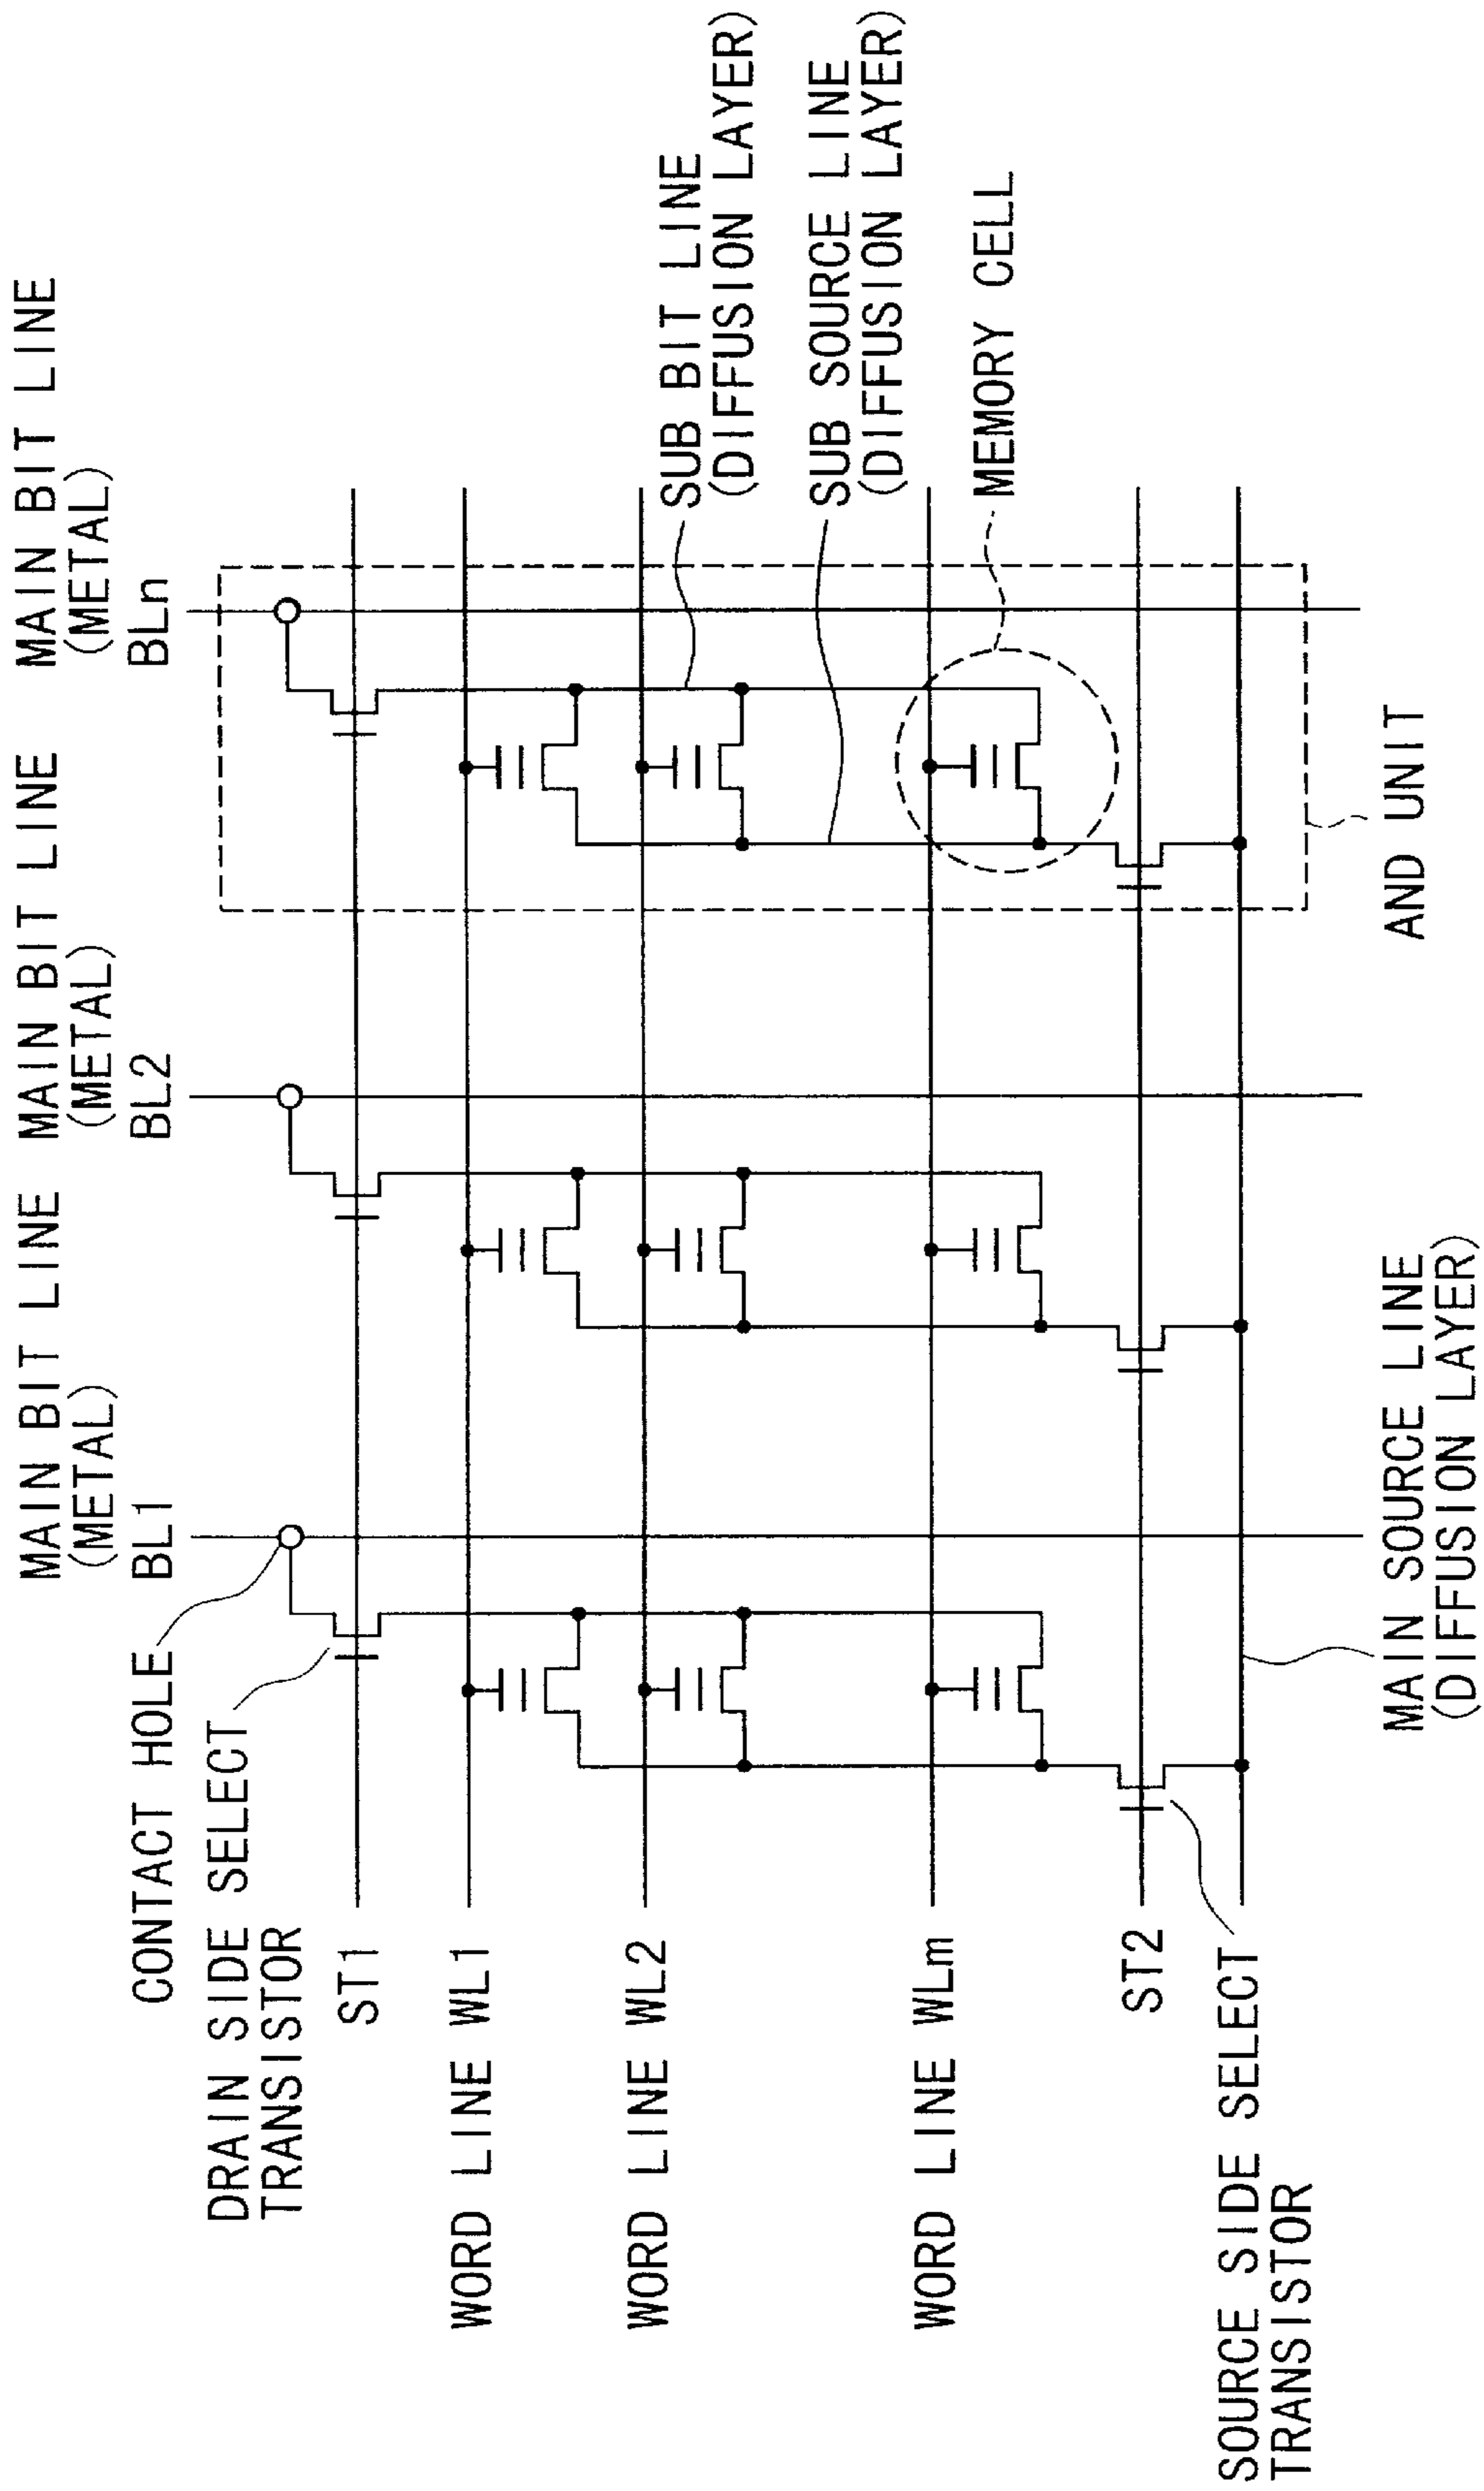 MAIN BIT LINE
(METAL)
BL1
MAIN BIT LINE
(METAL)
BL2
MAIN BIT LINE
(METAL)
BLn
CONTACT HOLE
DRAIN SIDE SELECT
TRANSISTOR
ST1
WORD LINE WL1
WORD LINE WL2
WORD LINE WLm
ST2
SOURCE SIDE SELECT
TRANSISTOR
SUB BIT LINE
(DIFFUSION LAYER)
SUB SOURCE LINE
(DIFFUSION LAYER)
MEMORY CELL
MAIN SOURCE LINE
(DIFFUSION LAYER)
AND UNIT